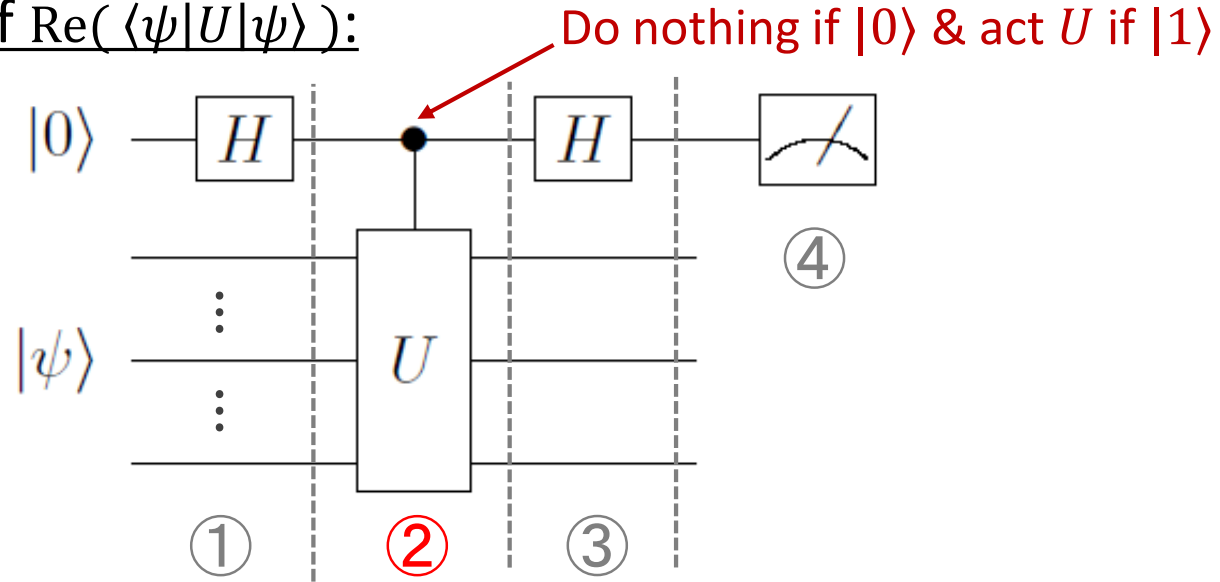 f Re( ⟨ψ|U|ψ⟩ ):
Do nothing if |0⟩ & act U if |1⟩
|0⟩
H
H
④
|ψ⟩
U
①
②
③